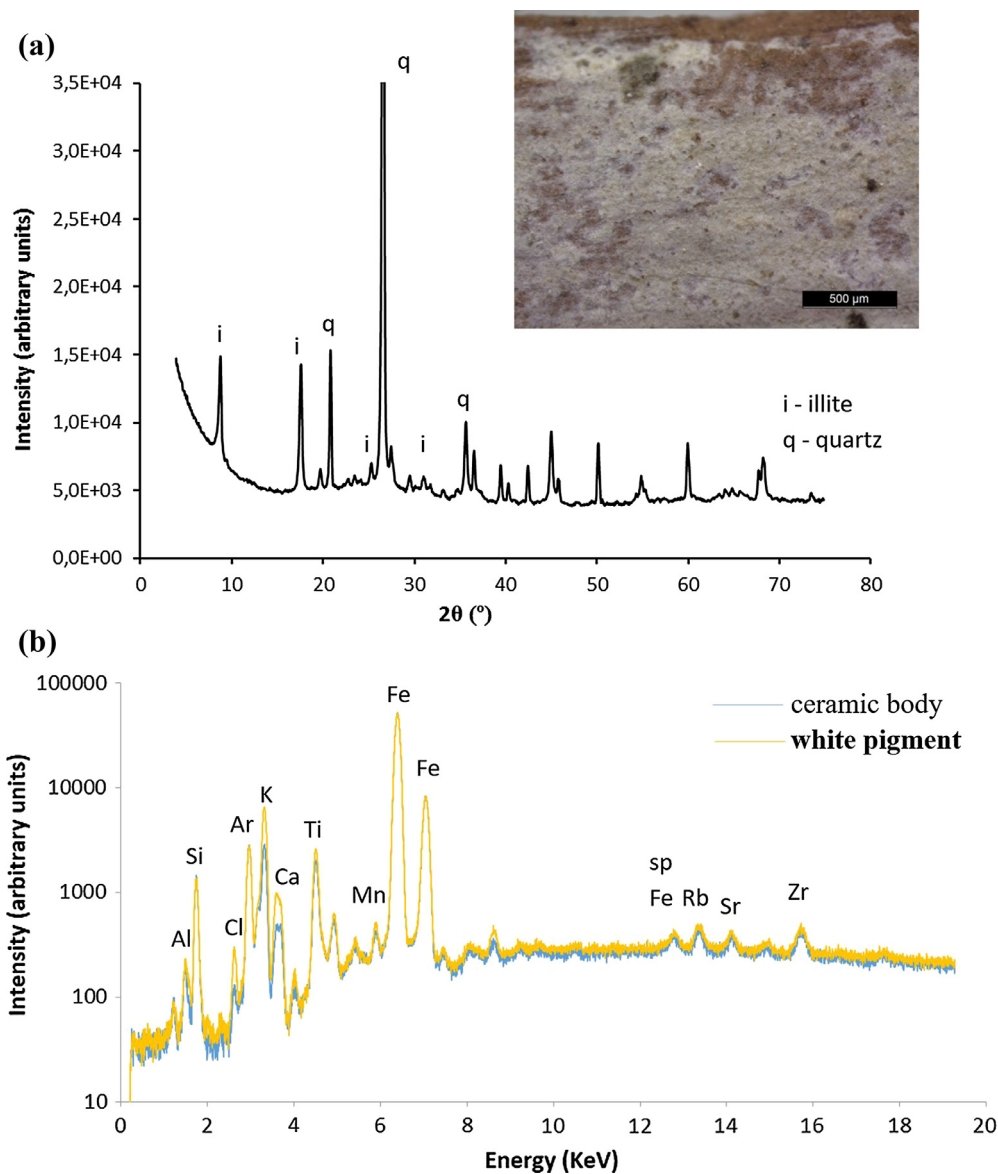 (a)
q
3,5E+04
3,0E+04
2,5E+04
2,0E+04
1,5E+04
1,0E+04
5,0E+03
0,0E+00
Intensity (arbitrary units)
i
i
q
i
i
q
i - illite
q - quartz
500 µm
0 10 20 30 40 50 60 70 80
2θ (º)
(b)
100000
10000
1000
100
10
Intensity (arbitrary units)
ceramic body
white pigment
Al
Si
Cl
Ar
K
Ca
Ti
Mn
Fe
Fe
sp
Fe
Rb
Sr
Zr
0 2 4 6 8 10 12 14 16 18 20
Energy (KeV)